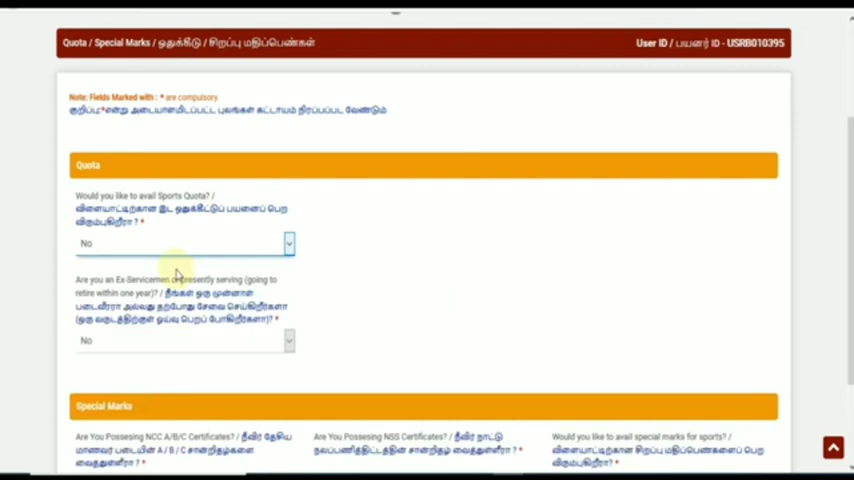 Quota / Special Marks / ஒதுக்கீடு / சிறப்பு மதிப்பெண்கள்
User ID / பயனர் ID - USRB010395
Note: Fields Marked with : * are compulsory.
குறிப்பு:*என்று அடையாளமிடப்பட்ட புலங்கள் கட்டாயம் நிரப்பப்பட வேண்டும்
Quota
Would you like to avail Sports Quota? /
விளையாட்டிற்கான இட ஒதுக்கீட்டுப் பயனைப் பெற
விரும்புகிறீரா ? *
No
Are you an Ex-Servicemen or presently serving (going to
retire within one year)? / நீங்கள் ஒரு முன்னாள்
படைவீரரா அல்லது தற்போது சேவை செய்கிறீர்களா
(ஒரு வருடத்திற்குள் ஓய்வு பெறப் போகிறீர்களா)? *
No
Special Marks
Are You Possesing NCC A/B/C Certificates? / நீவிர் தேசிய
மாணவர் படையின் A / B / C சான்றிதழ்களை
வைத்துள்ளீரா ? *
Are You Possesing NSS Certificates? / நீவிர் நாட்டு
நலப்பணித்திட்டத்தின் சான்றிதழ் வைத்துள்ளீரா ? *
Would you like to avail special marks for sports? /
விளையாட்டிற்கான சிறப்பு மதிப்பெண்களைப் பெற
விரும்புகிறீரா? *